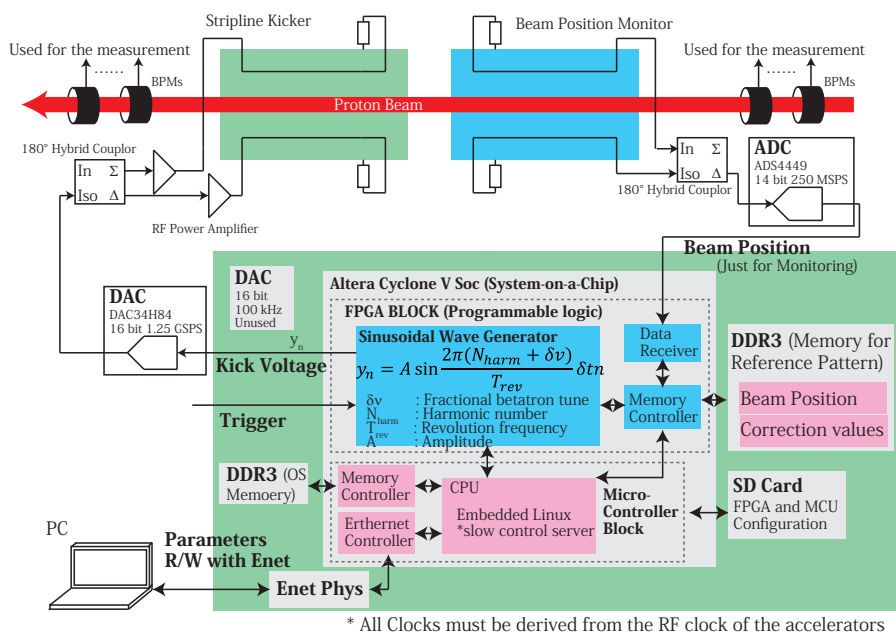 Stripline Kicker
Beam Position Monitor
Used for the measurement
......
BPMs
Used for the measurement
......
BPMs
Proton Beam
180° Hybrid Couplor
In Σ
Iso Δ
RF Power Amplifier
In Σ
Iso Δ
180° Hybrid Couplor
ADC
ADS4449
14 bit 250 MSPS
Beam Position
(Just for Monitoring)
DAC
DAC34H84
16 bit 1.25 GSPS
DAC
16 bit
100 kHz
Unused
y_n
Kick Voltage
Trigger
Altera Cyclone V Soc (System-on-a-Chip)
FPGA BLOCK (Programmable logic)
Sinusoidal Wave Generator
y_n = A sin 2π(N_harm + δν)/T_rev δtn
δν : Fractional betatron tune
N_harm : Harmonic number
T_rev : Revolution frequency
A : Amplitude
Data
Receiver
Memory
Controller
DDR3 (Memory for
Reference Pattern)
Beam Position
Correction values
DDR3 (OS
Memoery)
Memory
Controller
Erthernet
Controller
CPU
Embedded Linux
*slow control server
Micro-
Controller
Block
SD Card
FPGA and MCU
Configuration
PC
Parameters
R/W with Enet
Enet Phys
* All Clocks must be derived from the RF clock of the accelerators